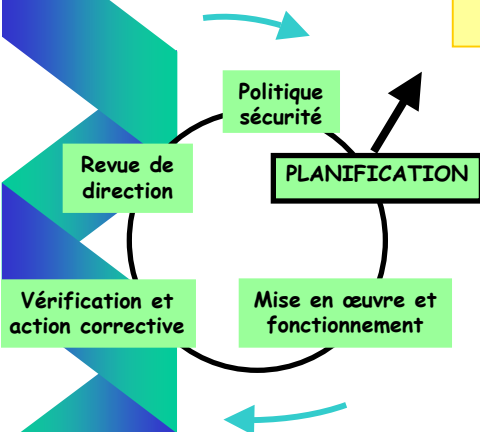 Politique
sécurité
PLANIFICATION
Mise en œuvre et
fonctionnement
Vérification et
action corrective
Revue de
direction